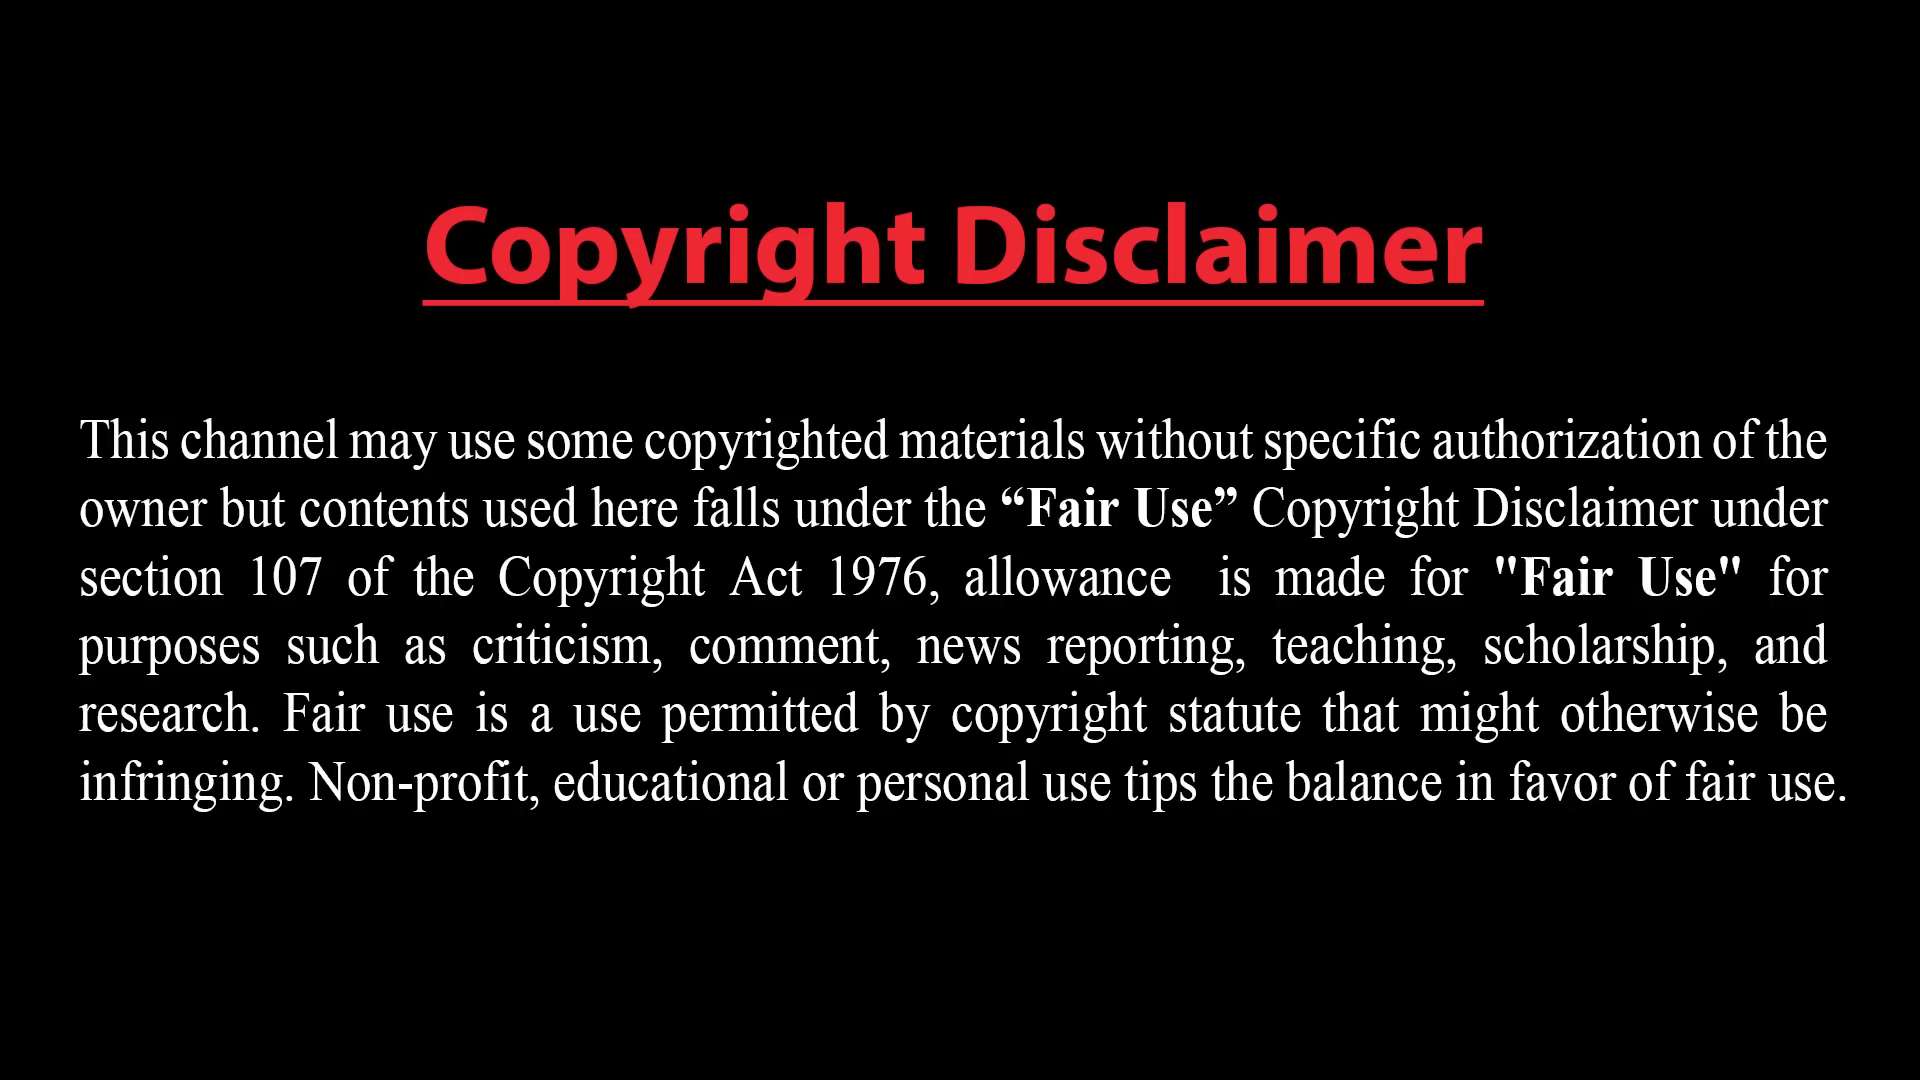 Copyright Disclaimer
This channel may use some copyrighted materials without specific authorization of the
owner but contents used here falls under the “Fair Use” Copyright Disclaimer under
section 107 of the Copyright Act 1976, allowance  is made for "Fair Use" for
purposes such as criticism, comment, news reporting, teaching, scholarship, and
research. Fair use is a use permitted by copyright statute that might otherwise be
infringing. Non-profit, educational or personal use tips the balance in favor of fair use.